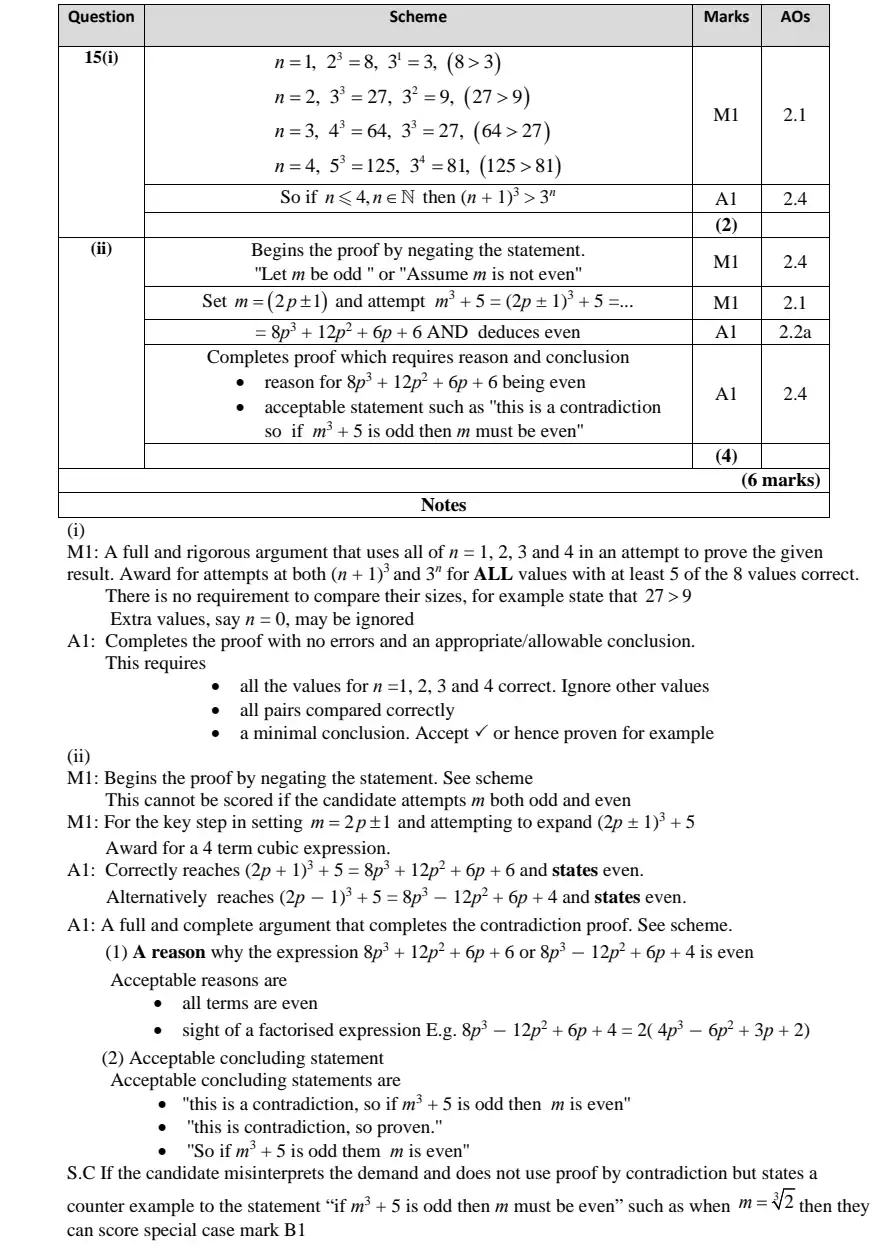 Question Scheme Marks AOs
15(i)
n = 1, 2³ = 8, 3¹ = 3, (8 > 3)
n = 2, 3³ = 27, 3² = 9, (27 > 9)
n = 3, 4³ = 64, 3³ = 27, (64 > 27)
n = 4, 5³ = 125, 3⁴ = 81, (125 > 81)
M1 2.1
So if n ⩽ 4, n ∈ ℕ then (n + 1)³ > 3ⁿ A1 2.4
(2)
(ii)
Begins the proof by negating the statement.
"Let m be odd " or "Assume m is not even"
M1 2.4
Set m = (2p ± 1) and attempt m³ + 5 = (2p ± 1)³ + 5 =... M1 2.1
= 8p³ + 12p² + 6p + 6 AND deduces even A1 2.2a
Completes proof which requires reason and conclusion
• reason for 8p³ + 12p² + 6p + 6 being even
• acceptable statement such as "this is a contradiction
so if m³ + 5 is odd then m must be even"
A1 2.4
(4)
(6 marks)
Notes
(i)
M1: A full and rigorous argument that uses all of n = 1, 2, 3 and 4 in an attempt to prove the given
result. Award for attempts at both (n + 1)³ and 3ⁿ for ALL values with at least 5 of the 8 values correct.
There is no requirement to compare their sizes, for example state that 27 > 9
Extra values, say n = 0, may be ignored
A1: Completes the proof with no errors and an appropriate/allowable conclusion.
This requires
• all the values for n =1, 2, 3 and 4 correct. Ignore other values
• all pairs compared correctly
• a minimal conclusion. Accept ✓ or hence proven for example
(ii)
M1: Begins the proof by negating the statement. See scheme
This cannot be scored if the candidate attempts m both odd and even
M1: For the key step in setting m = 2p ± 1 and attempting to expand (2p ± 1)³ + 5
Award for a 4 term cubic expression.
A1: Correctly reaches (2p + 1)³ + 5 = 8p³ + 12p² + 6p + 6 and states even.
Alternatively reaches (2p − 1)³ + 5 = 8p³ − 12p² + 6p + 4 and states even.
A1: A full and complete argument that completes the contradiction proof. See scheme.
(1) A reason why the expression 8p³ + 12p² + 6p + 6 or 8p³ − 12p² + 6p + 4 is even
Acceptable reasons are
• all terms are even
• sight of a factorised expression E.g. 8p³ − 12p² + 6p + 4 = 2( 4p³ − 6p² + 3p + 2)
(2) Acceptable concluding statement
Acceptable concluding statements are
• "this is a contradiction, so if m³ + 5 is odd then m is even"
• "this is contradiction, so proven."
• "So if m³ + 5 is odd them m is even"
S.C If the candidate misinterprets the demand and does not use proof by contradiction but states a
counter example to the statement “if m³ + 5 is odd then m must be even” such as when m = ∛2 then they
can score special case mark B1